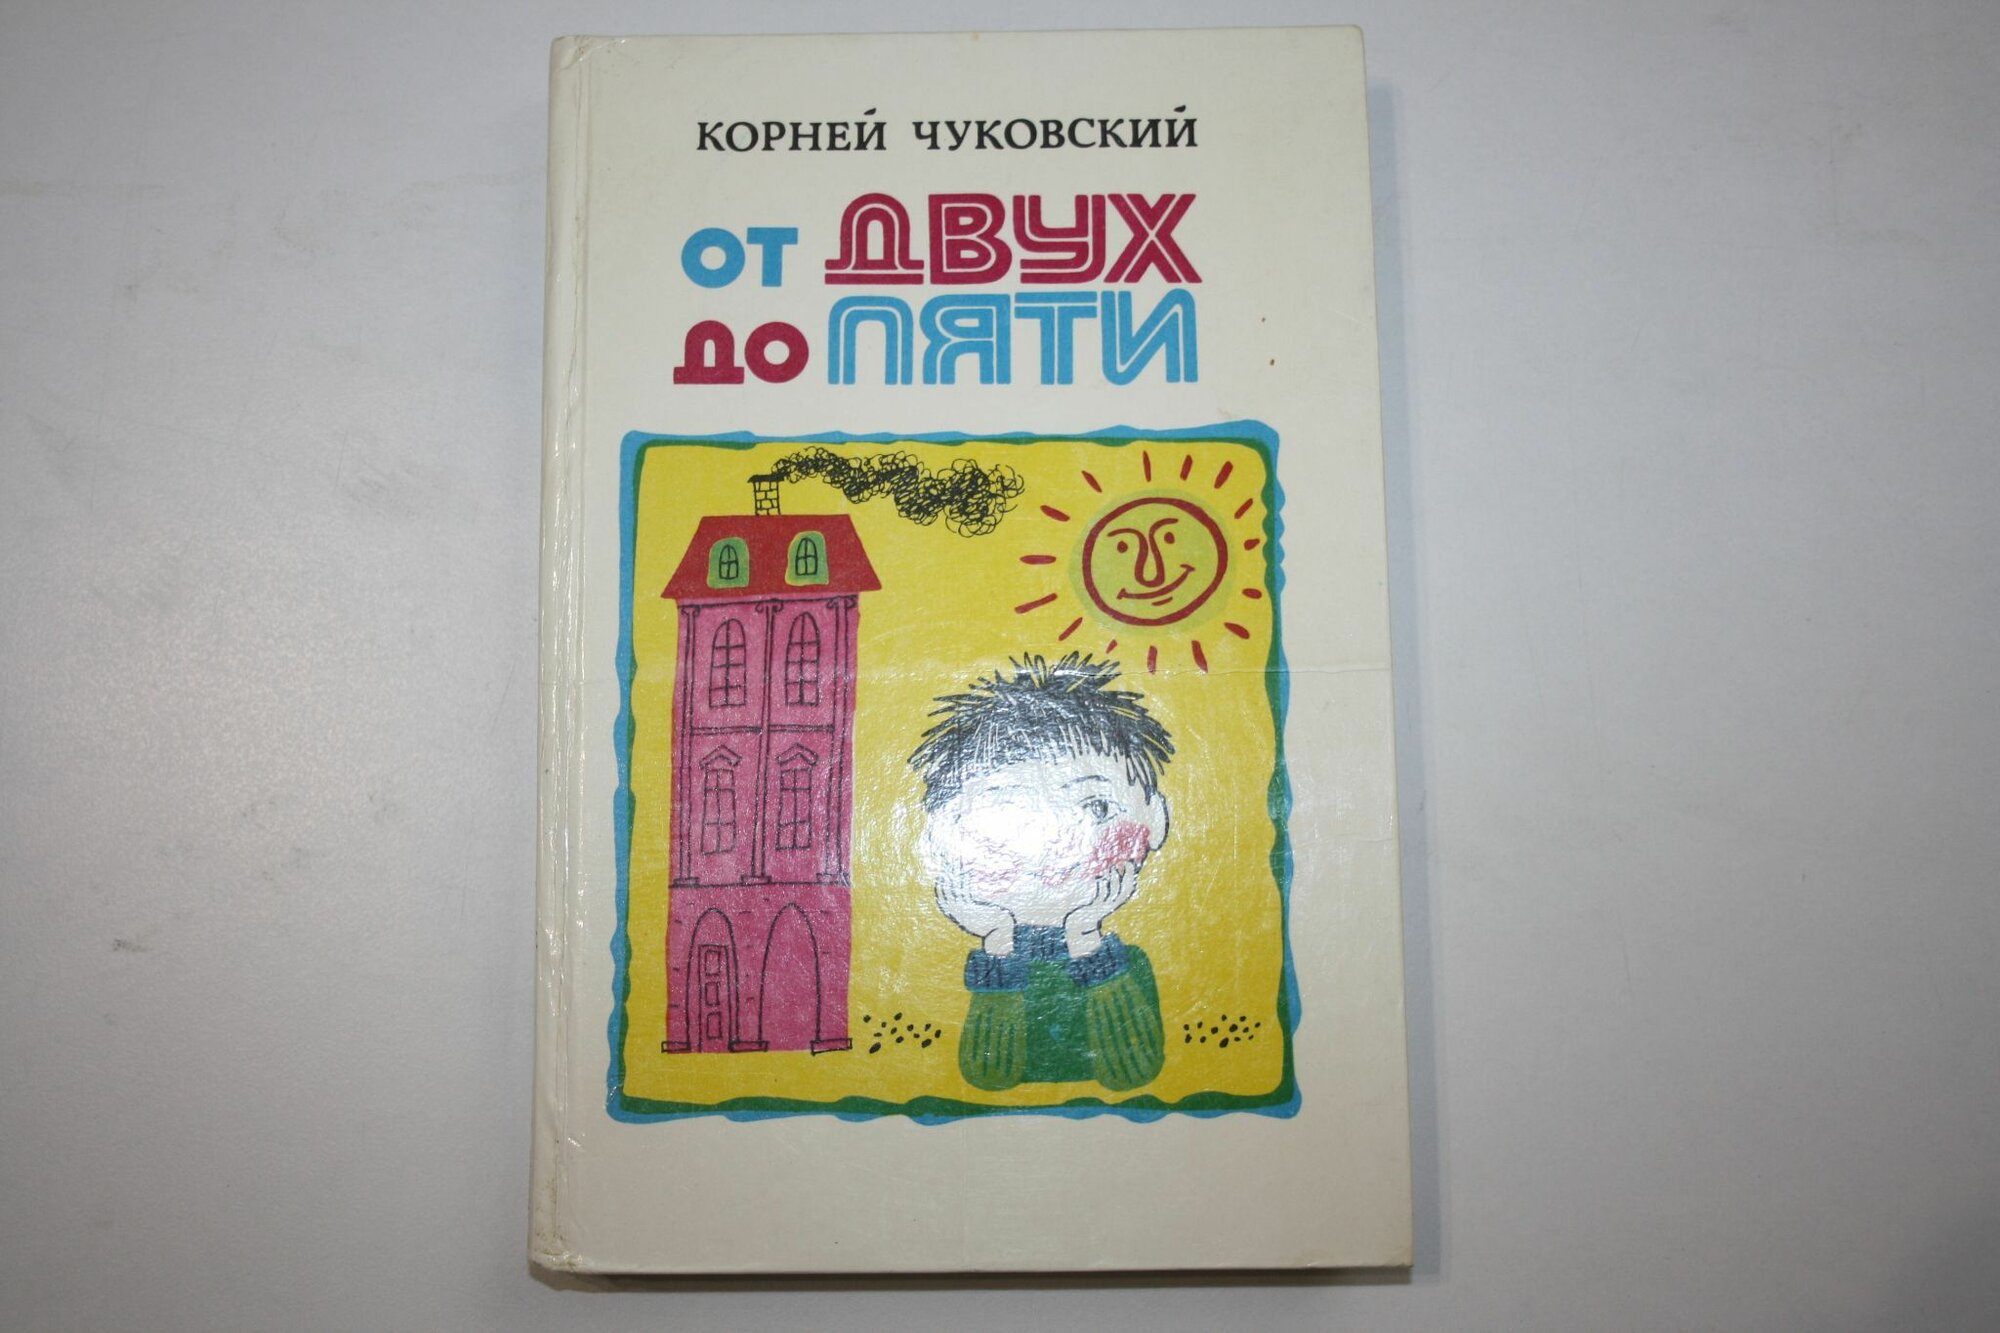 КОРНЕЙ ЧУКОВСКИЙ
ОТ ДВУХ
ДО ПЯТИ